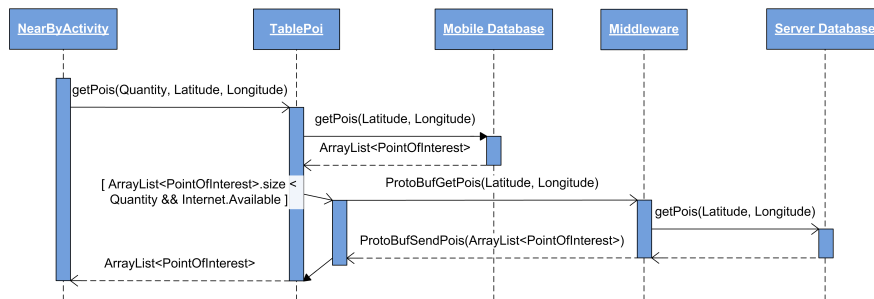 NearByActivity
TablePoi
Mobile Database
Middleware
Server Database
getPois(Quantity, Latitude, Longitude)
getPois(Latitude, Longitude)
ArrayList<PointOfInterest>
[ ArrayList<PointOfInterest>.size <
Quantity && Internet.Available ]
ProtoBufGetPois(Latitude, Longitude)
getPois(Latitude, Longitude)
ProtoBufSendPois(ArrayList<PointOfInterest>)
ArrayList<PointOfInterest>